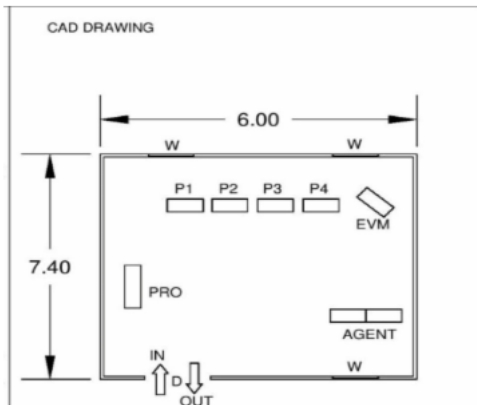 CAD DRAWING
6.00
W W
P1 P2 P3 P4
EVM
7.40
PRO
AGENT
IN
D
W
OUT